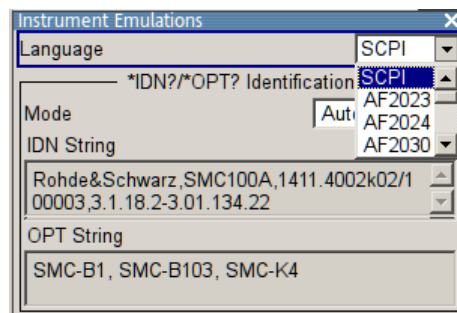 Instrument Emulations
Language SCPI
*IDN?/*OPT? Identification SCPI
AF2023
Mode Aut AF2024
IDN String AF2030
Rohde&Schwarz,SMC100A,1411.4002k02/1
00003,3.1.18.2-3.01.134.22
OPT String
SMC-B1, SMC-B103, SMC-K4